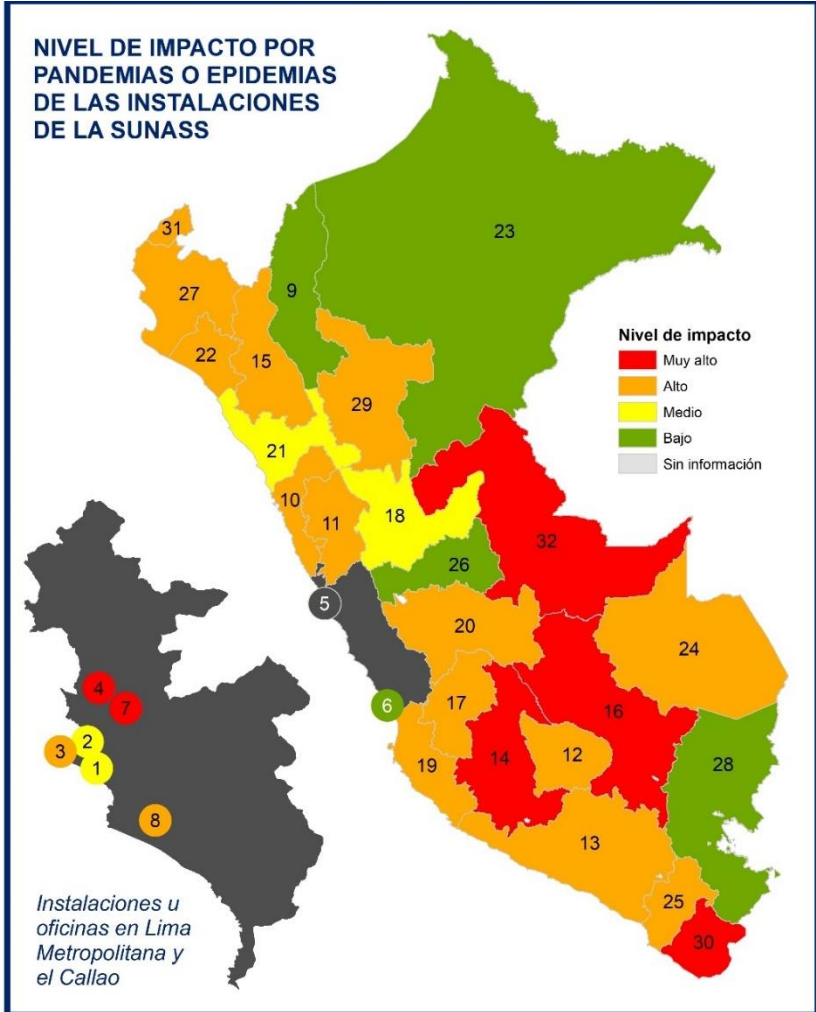 NIVEL DE IMPACTO POR
PANDEMIAS O EPIDEMIAS
DE LAS INSTALACIONES
DE LA SUNASS
31
23
27
9
22
15
29
Nivel de impacto
Muy alto
Alto
Medio
Bajo
Sin información
21
10
11
18
32
26
5
20
24
4
7
6
17
16
3
2
1
19
14
12
28
8
13
25
30
Instalaciones u
oficinas en Lima
Metropolitana y
el Callao